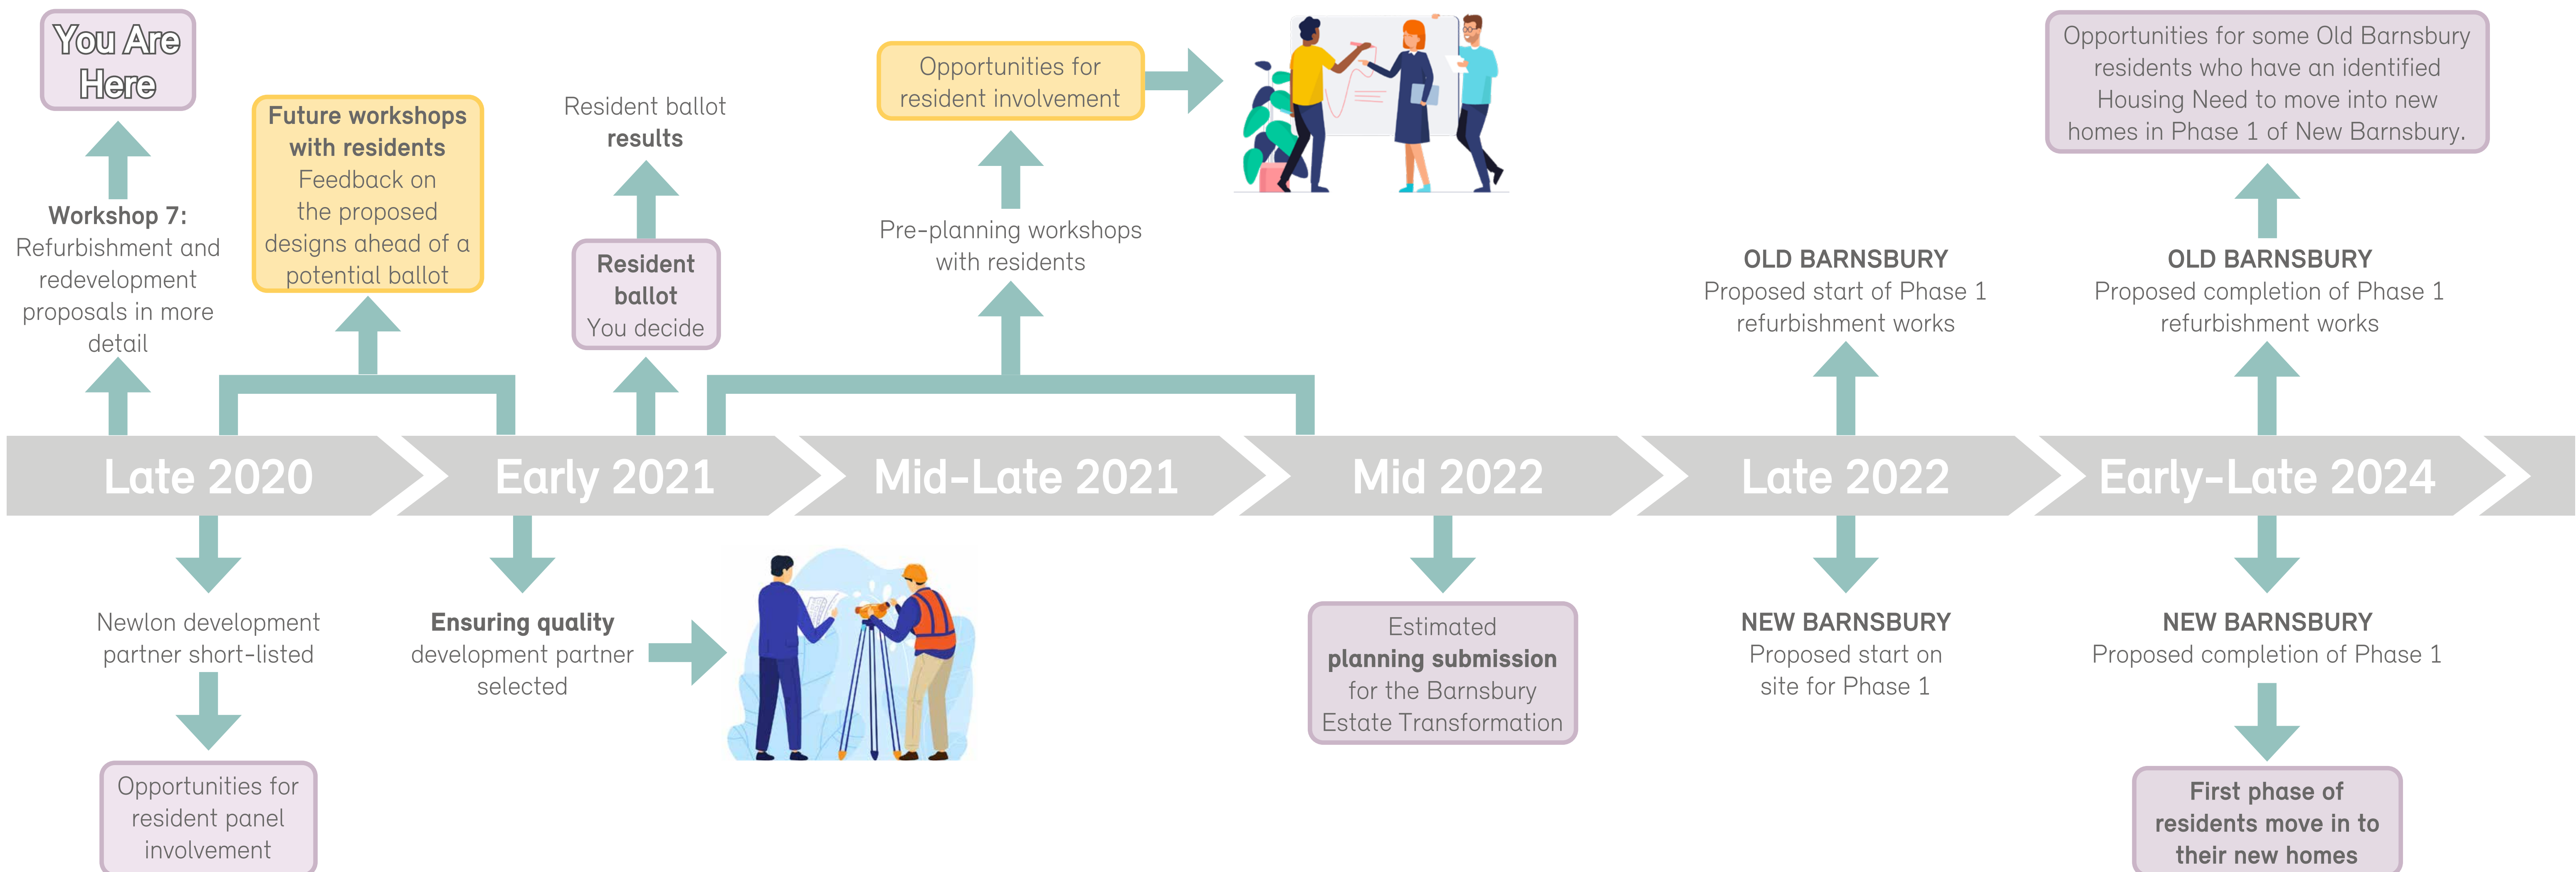 You Are
Here
Workshop 7:
Refurbishment and
redevelopment
proposals in more
detail
Future workshops
with residents
Feedback on
the proposed
designs ahead of a
potential ballot
Resident ballot
results
Resident
ballot
You decide
Opportunities for
resident involvement
Pre-planning workshops
with residents
OLD BARNSBURY
Proposed start of Phase 1
refurbishment works
Opportunities for some Old Barnsbury
residents who have an identified
Housing Need to move into new
homes in Phase 1 of New Barnsbury.
OLD BARNSBURY
Proposed completion of Phase 1
refurbishment works
Late 2020
Early 2021
Mid-Late 2021
Mid 2022
Late 2022
Early-Late 2024
Newlon development
partner short-listed
Opportunities for
resident panel
involvement
Ensuring quality
development partner
selected
Estimated
planning submission
for the Barnsbury
Estate Transformation
NEW BARNSBURY
Proposed start on
site for Phase 1
NEW BARNSBURY
Proposed completion of Phase 1
First phase of
residents move in to
their new homes